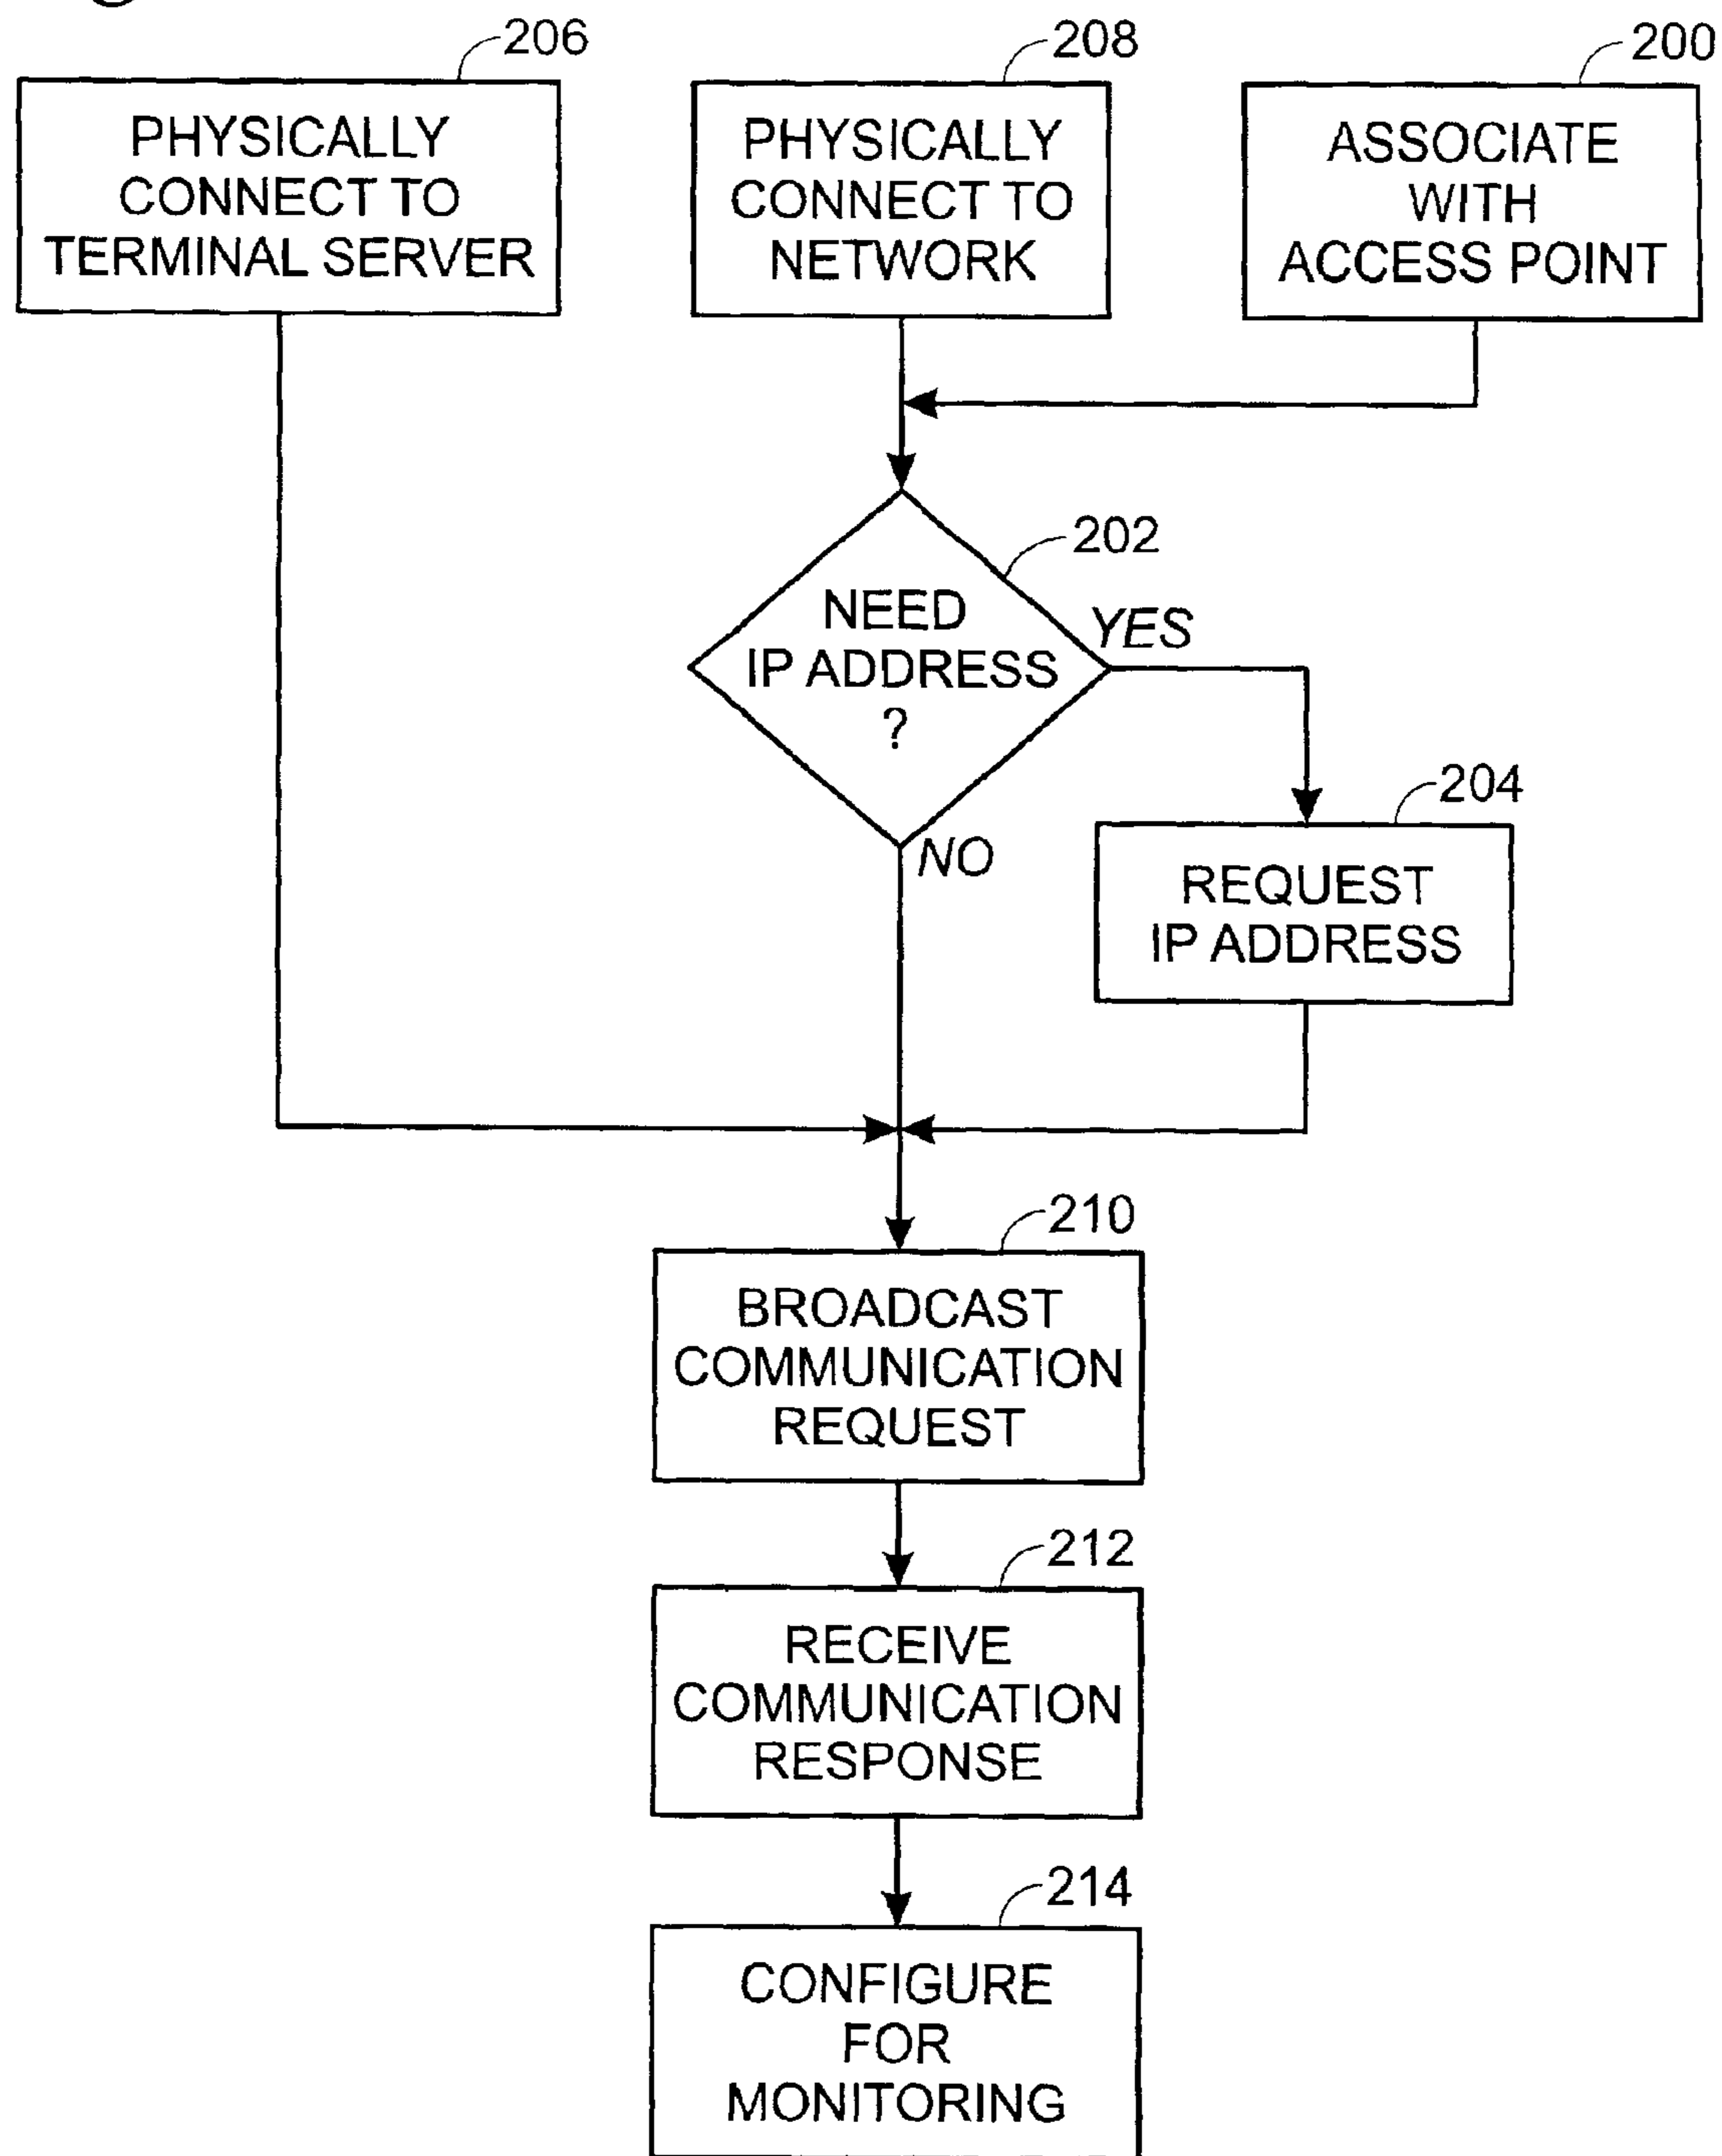 206
PHYSICALLY
CONNECT TO
TERMINAL SERVER
208
PHYSICALLY
CONNECT TO
NETWORK
200
ASSOCIATE
WITH
ACCESS POINT
202
NEED
IP ADDRESS
?
YES
NO
204
REQUEST
IP ADDRESS
210
BROADCAST
COMMUNICATION
REQUEST
212
RECEIVE
COMMUNICATION
RESPONSE
214
CONFIGURE
FOR
MONITORING